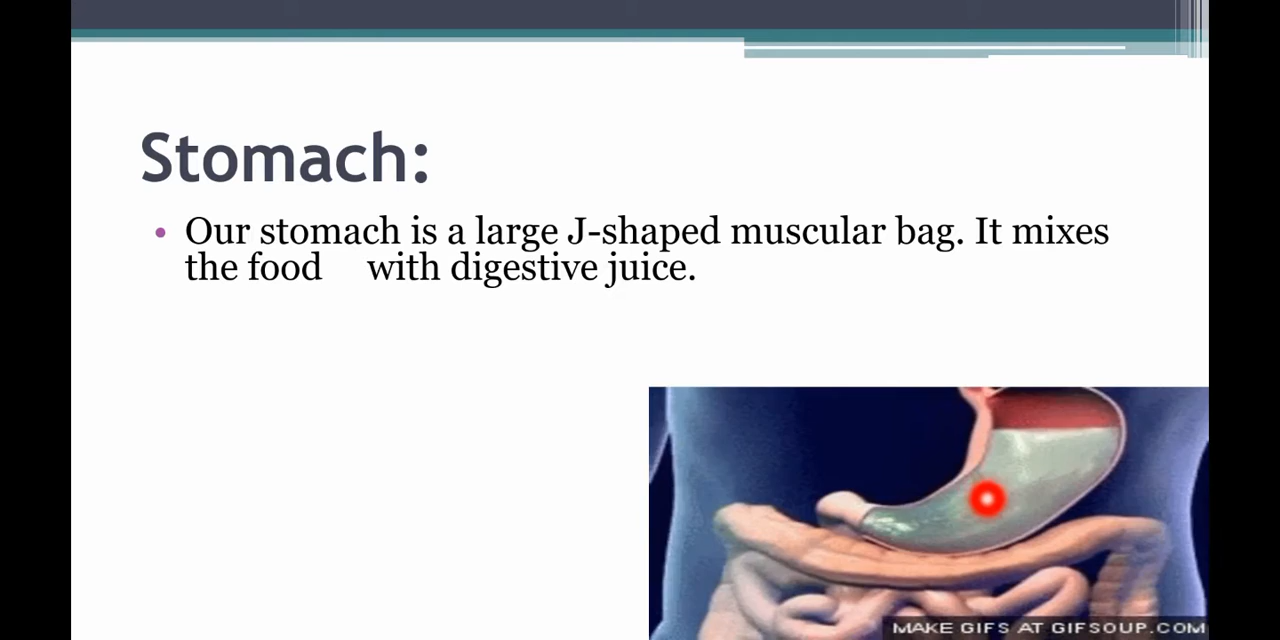 Stomach:
• Our stomach is a large J-shaped muscular bag. It mixes
the food with digestive juice.
MAKE GIFS AT GIFSOUP.COM